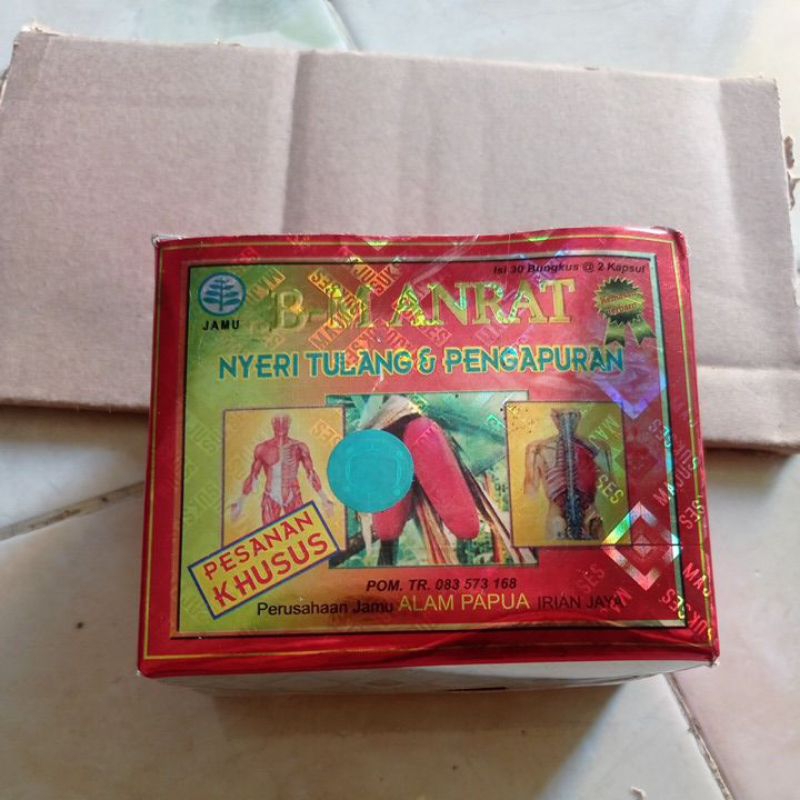 Isi 30 Bungkus @ 2 Kapsul
B-M ANRAT
JAMU
NYERI TULANG & PENGAPURAN
PESANAN
KHUSUS
POM. TR. 083 573 168
Perusahaan Jamu ALAM PAPUA IRIAN JAYA